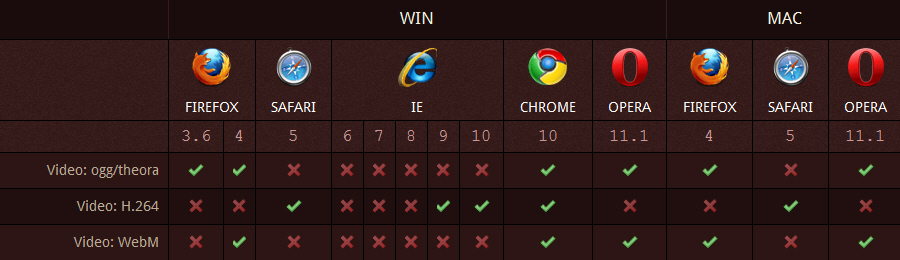 WIN MAC
FIREFOX SAFARI IE CHROME OPERA FIREFOX SAFARI OPERA
3.6 4 5 6 7 8 9 10 10 11.1 4 5 11.1
Video: ogg/theora
Video: H.264
Video: WebM